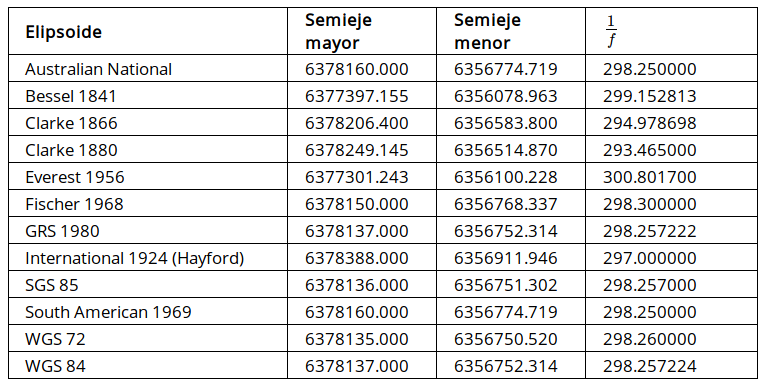 Elipsoide Semieje mayor Semieje menor 1/f
Australian National 6378160.000 6356774.719 298.250000
Bessel 1841 6377397.155 6356078.963 299.152813
Clarke 1866 6378206.400 6356583.800 294.978698
Clarke 1880 6378249.145 6356514.870 293.465000
Everest 1956 6377301.243 6356100.228 300.801700
Fischer 1968 6378150.000 6356768.337 298.300000
GRS 1980 6378137.000 6356752.314 298.257222
International 1924 (Hayford) 6378388.000 6356911.946 297.000000
SGS 85 6378136.000 6356751.302 298.257000
South American 1969 6378160.000 6356774.719 298.250000
WGS 72 6378135.000 6356750.520 298.260000
WGS 84 6378137.000 6356752.314 298.257224